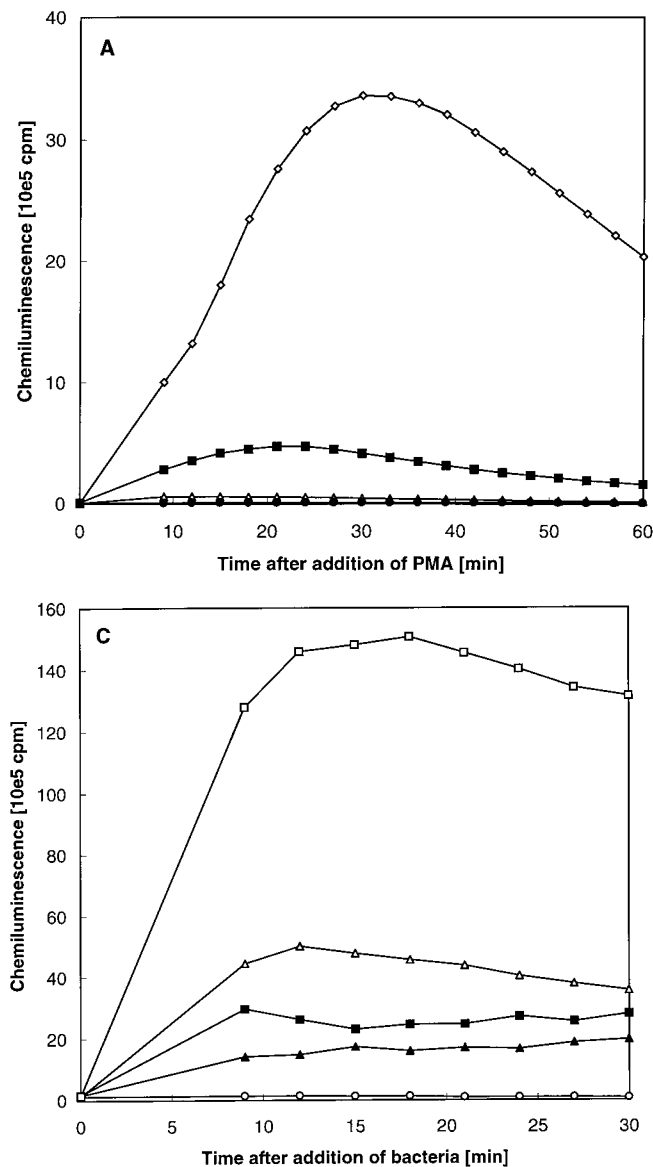 A
40
30
20
10
0
Chemiluminescence [10e5 cpm]
0 10 20 30 40 50 60
Time after addition of PMA [min]
C
160
140
120
100
80
60
40
20
0
Chemiluminescence [10e5 cpm]
0 5 10 15 20 25 30
Time after addition of bacteria [min]